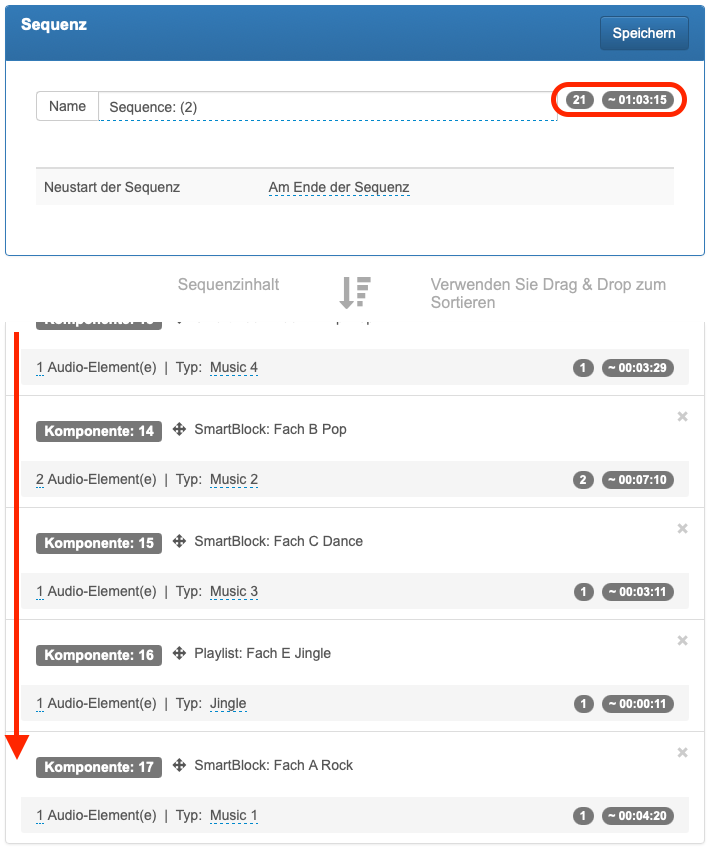 Sequenz
Speichern
Name
Sequence: (2)
21
~ 01:03:15
Neustart der Sequenz
Am Ende der Sequenz
Sequenzinhalt
Verwenden Sie Drag & Drop zum
Sortieren
1 Audio-Element(e) | Typ: Music 4
1
~ 00:03:29
Komponente: 14
SmartBlock: Fach B Pop
2 Audio-Element(e) | Typ: Music 2
2
~ 00:07:10
Komponente: 15
SmartBlock: Fach C Dance
1 Audio-Element(e) | Typ: Music 3
1
~ 00:03:11
Komponente: 16
Playlist: Fach E Jingle
1 Audio-Element(e) | Typ: Jingle
1
~ 00:00:11
Komponente: 17
SmartBlock: Fach A Rock
1 Audio-Element(e) | Typ: Music 1
1
~ 00:04:20